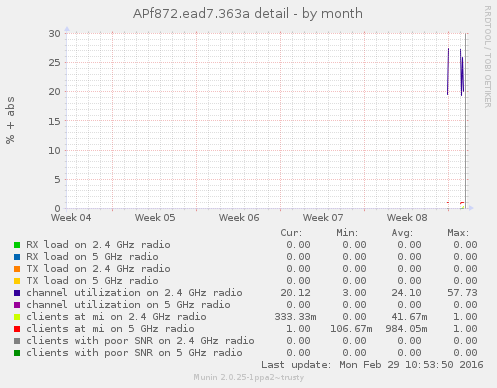 APf872.ead7.363a detail - by month
RRDTOOL / TOBI OETIKER
% + abs
30
25
20
15
10
5
0
Week 04 Week 05 Week 06 Week 07 Week 08
Cur: Min: Avg: Max:
RX load on 2.4 GHz radio 0.00 0.00 0.00 0.00
RX load on 5 GHz radio 0.00 0.00 0.00 0.00
TX load on 2.4 GHz radio 0.00 0.00 0.00 0.00
TX load on 5 GHz radio 0.00 0.00 0.00 0.00
channel utilization on 2.4 GHz radio 20.12 3.00 24.10 57.73
channel utilization on 5 GHz radio 0.00 0.00 0.00 0.00
clients at mi on 2.4 GHz radio 333.33m 0.00 41.67m 1.00
clients at mi on 5 GHz radio 1.00 106.67m 984.05m 1.00
clients with poor SNR on 2.4 GHz radio 0.00 0.00 0.00 0.00
clients with poor SNR on 5 GHz radio 0.00 0.00 0.00 0.00
Last update: Mon Feb 29 10:53:50 2016
Munin 2.0.25-1ppa2~trusty